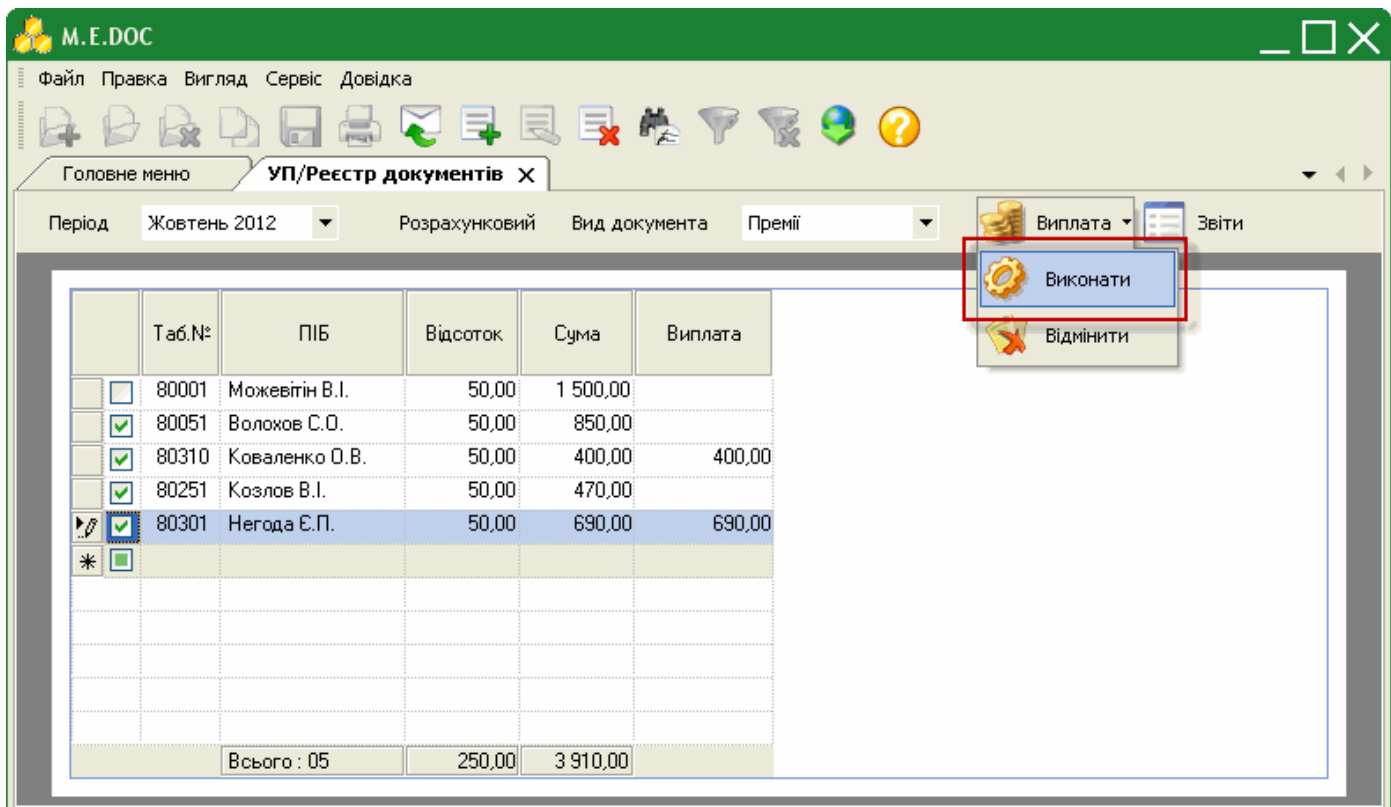 M.E.DOC
Файл Правка Вигляд Сервіс Довідка
Головне меню УП/Реєстр документів
Період Жовтень 2012 Розрахунковий Вид документа Премії Виплата Звіти
Виконати
Відмінити
Таб.№ ПІБ Відсоток Сума Виплата
80001 Можевітін В.І. 50,00 1 500,00
80051 Волохов С.О. 50,00 850,00
80310 Коваленко О.В. 50,00 400,00 400,00
80251 Козлов В.І. 50,00 470,00
80301 Негода Є.П. 50,00 690,00 690,00
Всього : 05 250,00 3 910,00